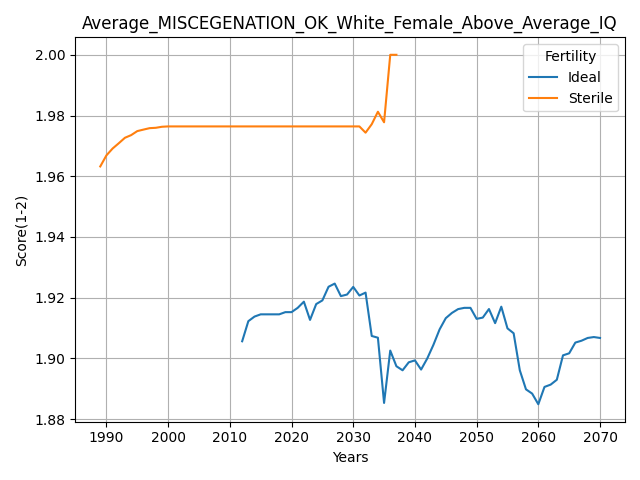 Average_MISCEGENATION_OK_White_Female_Above_Average_IQ
Fertility
Ideal
Sterile
Score(1-2)
2.00
1.98
1.96
1.94
1.92
1.90
1.88
1990 2000 2010 2020 2030 2040 2050 2060 2070
Years